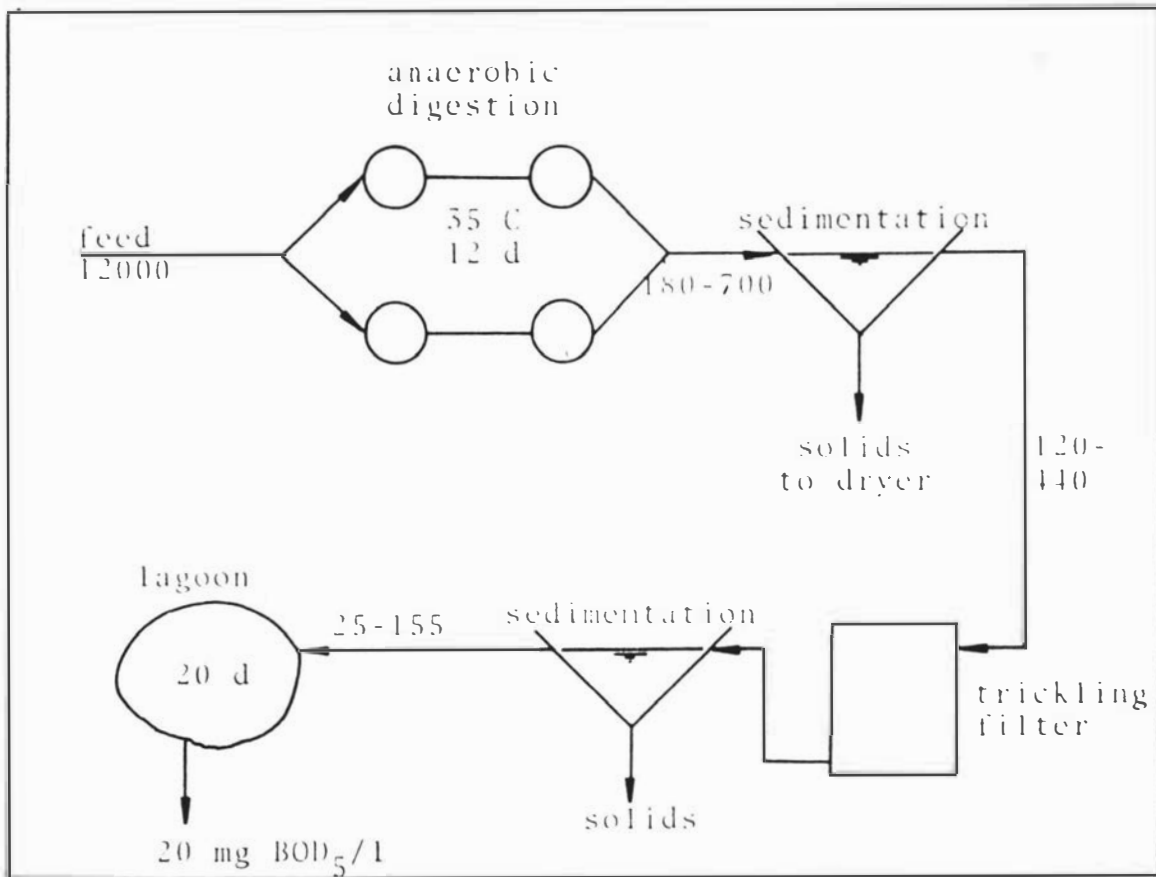 anaerobic
digestion
feed
12000
35 C
12 d
180-700
sedimentation
solids
to dryer
120-
440
trickling
filter
sedimentation
solids
25-155
lagoon
20 d
20 mg BOD5/l